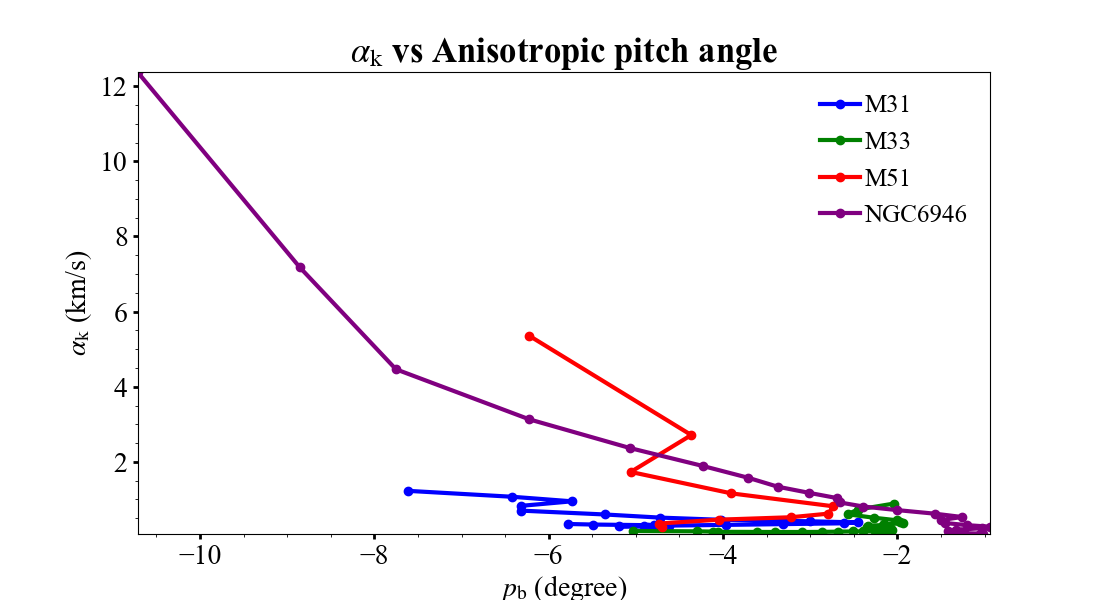 αk vs Anisotropic pitch angle
αk (km/s)
12
10
8
6
4
2
−10
−8
−6
−4
−2
pb (degree)
M31
M33
M51
NGC6946